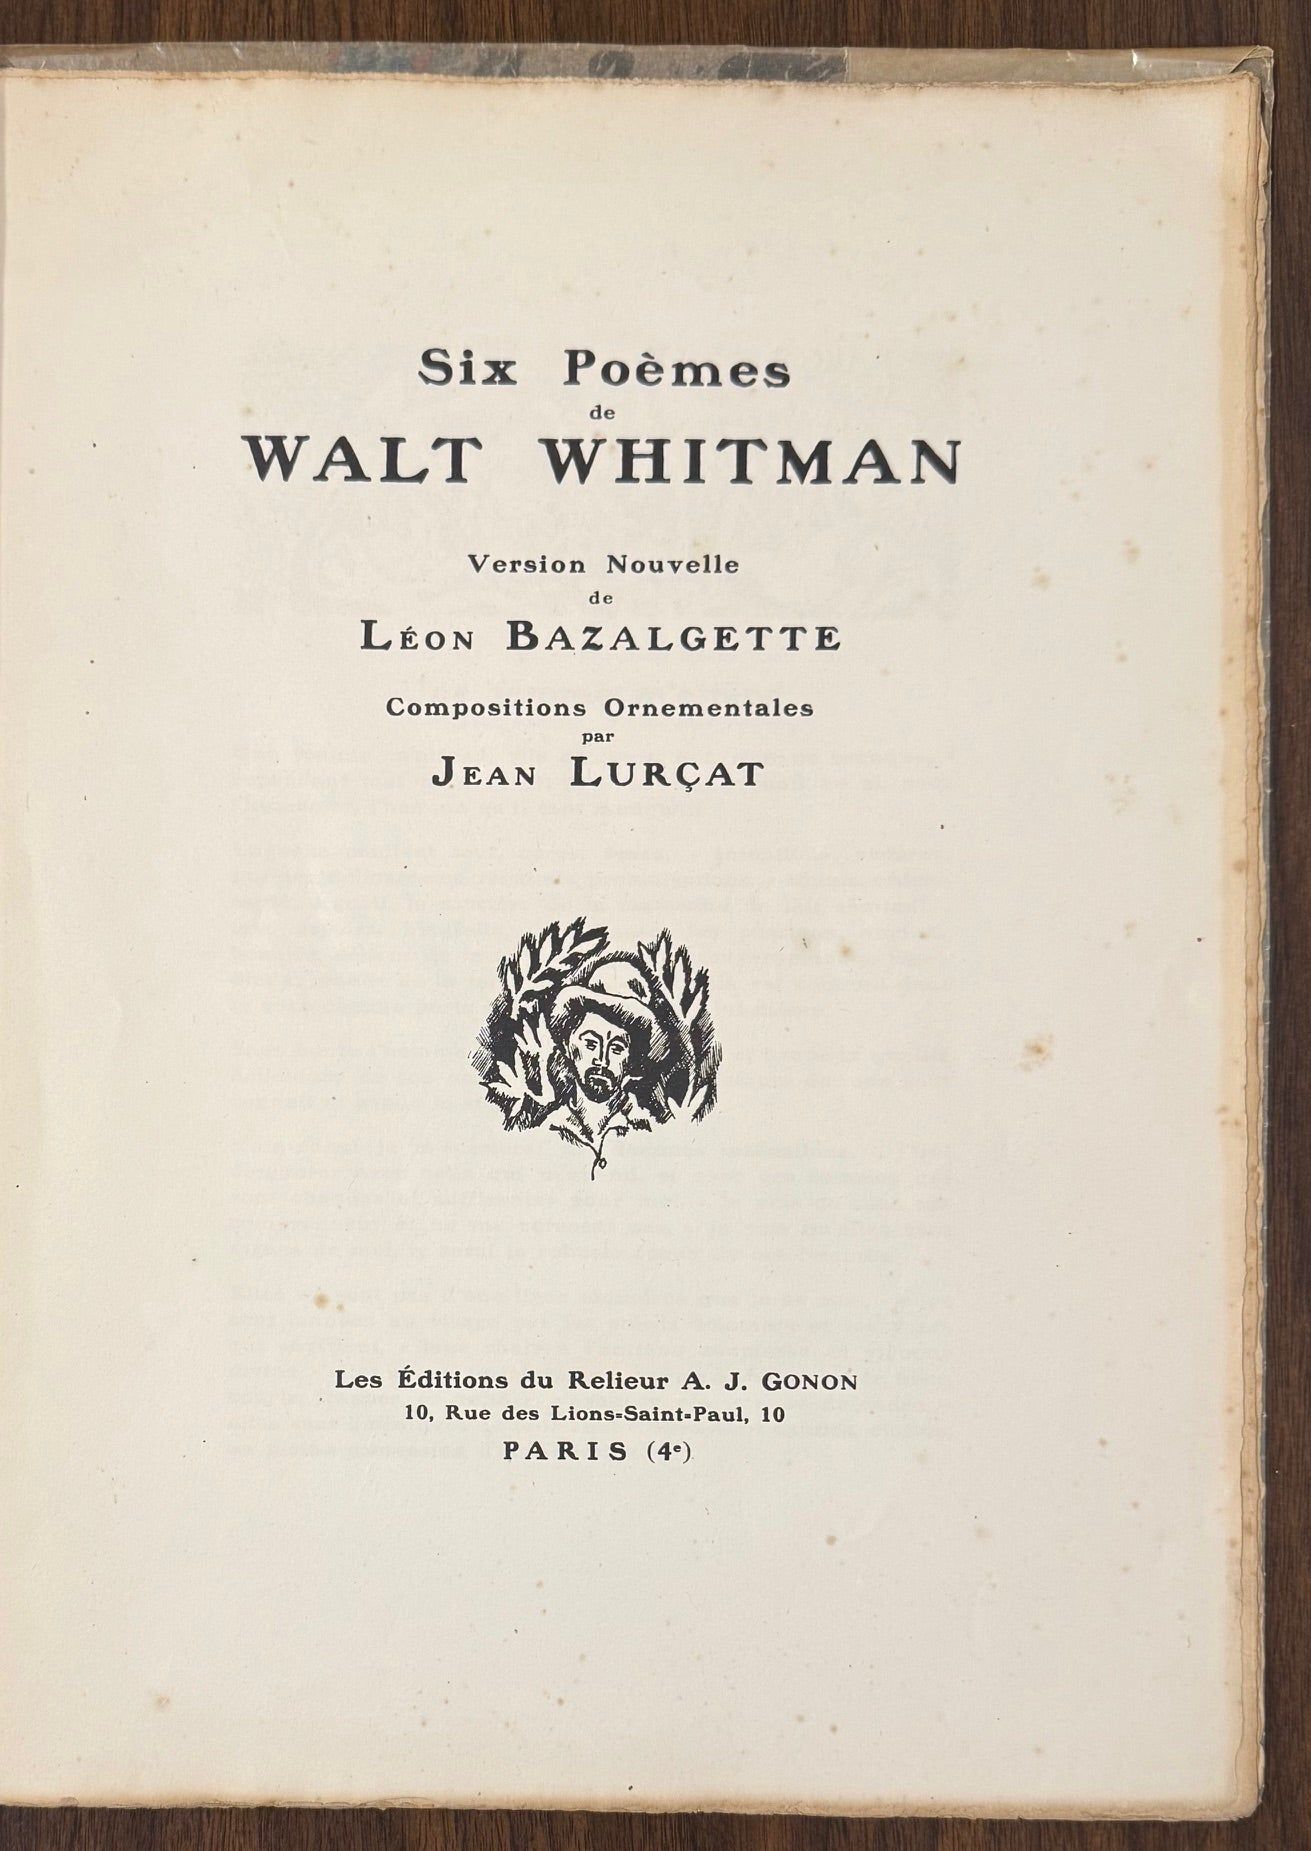 Six Poèmes
de
WALT WHITMAN
Version Nouvelle
de
LÉON BAZALGETTE
Compositions Ornementales
par
JEAN LURÇAT
Les Éditions du Relieur A. J. GONON
10, Rue des Lions=Saint=Paul, 10
PARIS (4e)